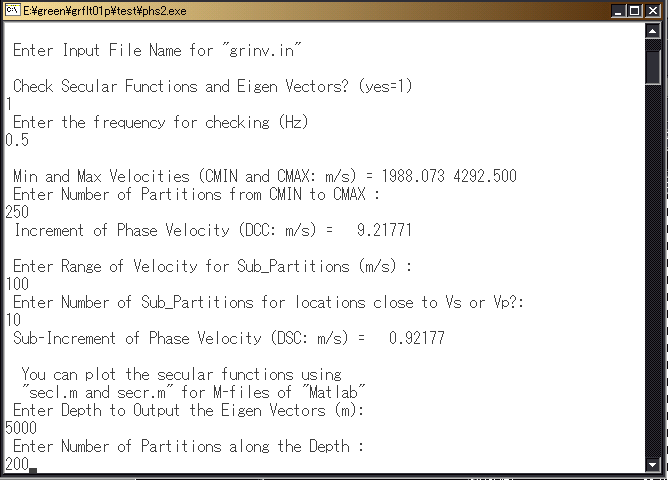 E:¥green¥grflt01p¥test¥phs2.exe
Enter Input File Name for "grinv.in"
Check Secular Functions and Eigen Vectors? (yes=1)
1
Enter the frequency for checking (Hz)
0.5
Min and Max Velocities (CMIN and CMAX: m/s) = 1988.073 4292.500
Enter Number of Partitions from CMIN to CMAX :
250
Increment of Phase Velocity (DCC: m/s) =   9.21771
Enter Range of Velocity for Sub_Partitions (m/s) :
100
Enter Number of Sub_Partitions for locations close to Vs or Vp?:
10
Sub-Increment of Phase Velocity (DSC: m/s) =   0.92177
You can plot the secular functions using
"secl.m and secr.m" for M-files of "Matlab"
Enter Depth to Output the Eigen Vectors (m):
5000
Enter Number of Partitions along the Depth :
200